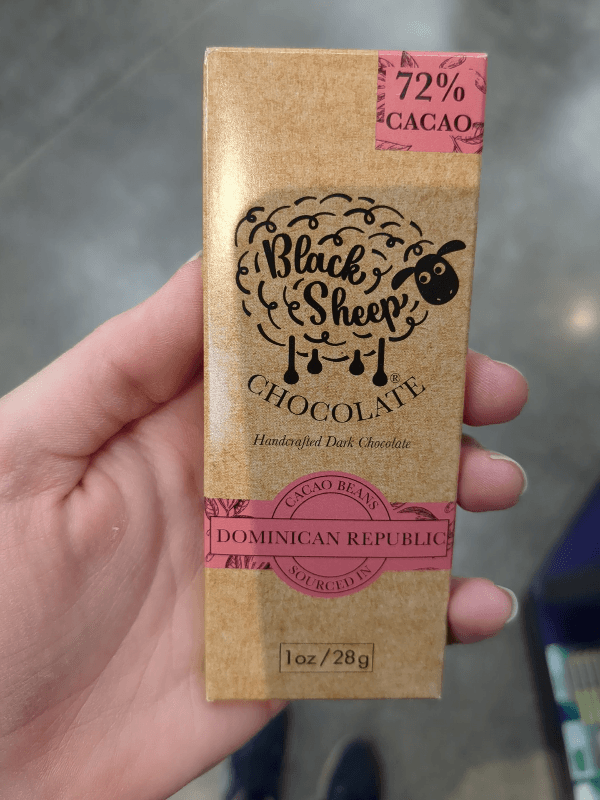 72%
CACAO
Black
Sheep
CHOCOLATE®
Handcrafted Dark Chocolate
CACAO BEANS
DOMINICAN REPUBLIC
SOURCED IN
1oz/28g